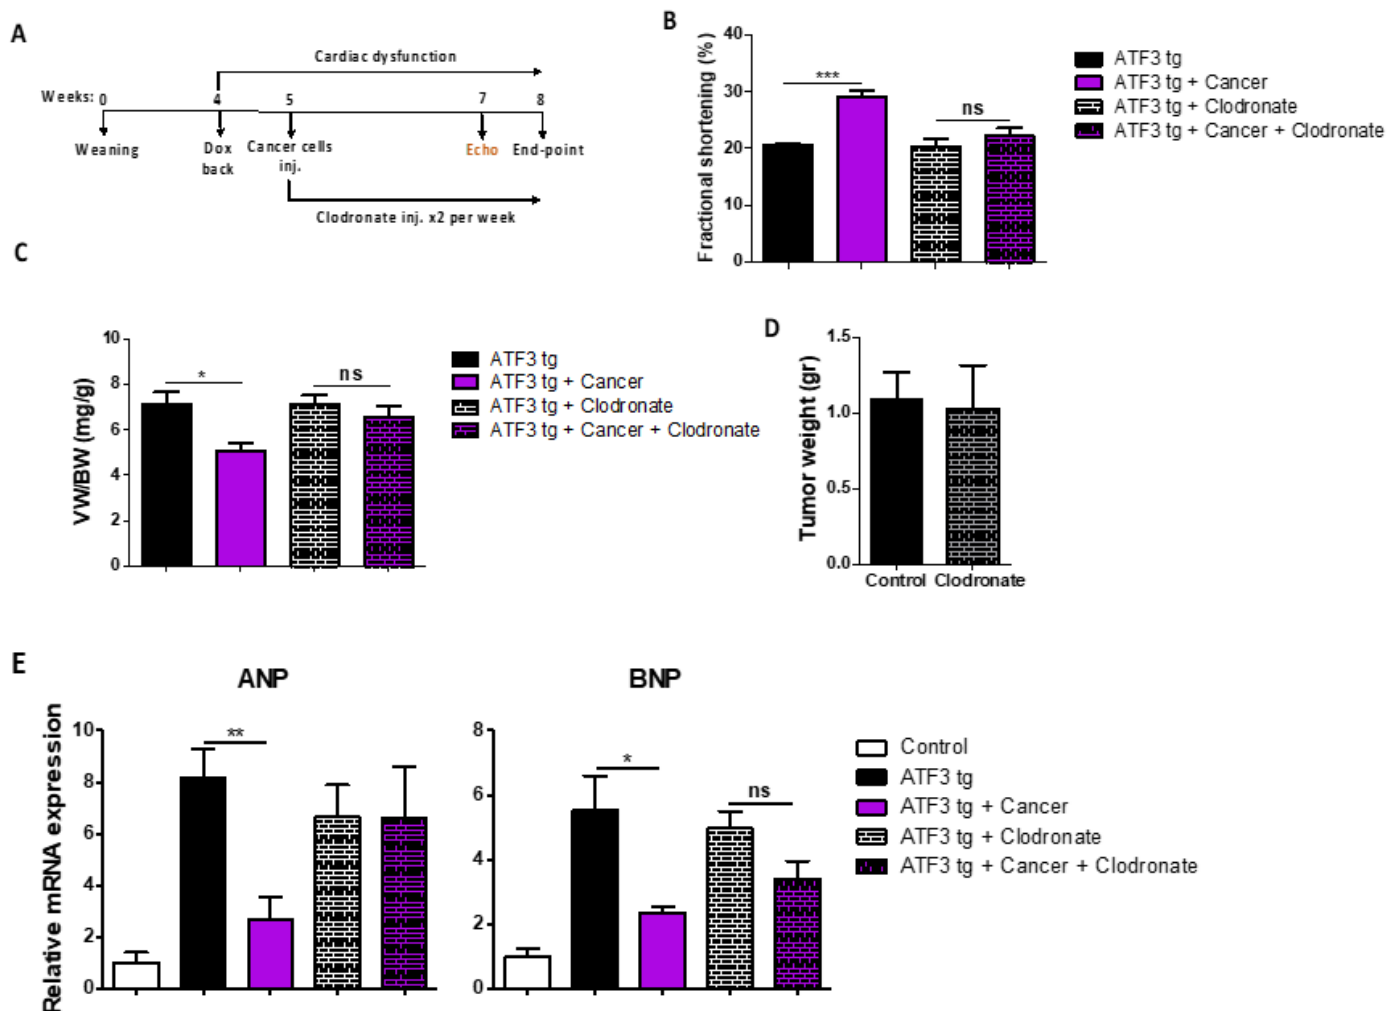 A
Cardiac dysfunction
Weeks: 0 4 5 7 8
Weaning
Dox back
Cancer cells inj.
Echo
End-point
Clodronate inj. x2 per week
B
Fractional shortening (%)
40
30
20
10
0
***
ns
ATF3 tg
ATF3 tg + Cancer
ATF3 tg + Clodronate
ATF3 tg + Cancer + Clodronate
C
VW/BW (mg/g)
10
8
6
4
2
0
*
ns
ATF3 tg
ATF3 tg + Cancer
ATF3 tg + Clodronate
ATF3 tg + Cancer + Clodronate
D
Tumor weight (gr)
1.5
1.0
0.5
0.0
Control Clodronate
E
ANP
Relative mRNA expression
10
8
6
4
2
0
**
BNP
8
6
4
2
0
*
ns
Control
ATF3 tg
ATF3 tg + Cancer
ATF3 tg + Clodronate
ATF3 tg + Cancer + Clodronate